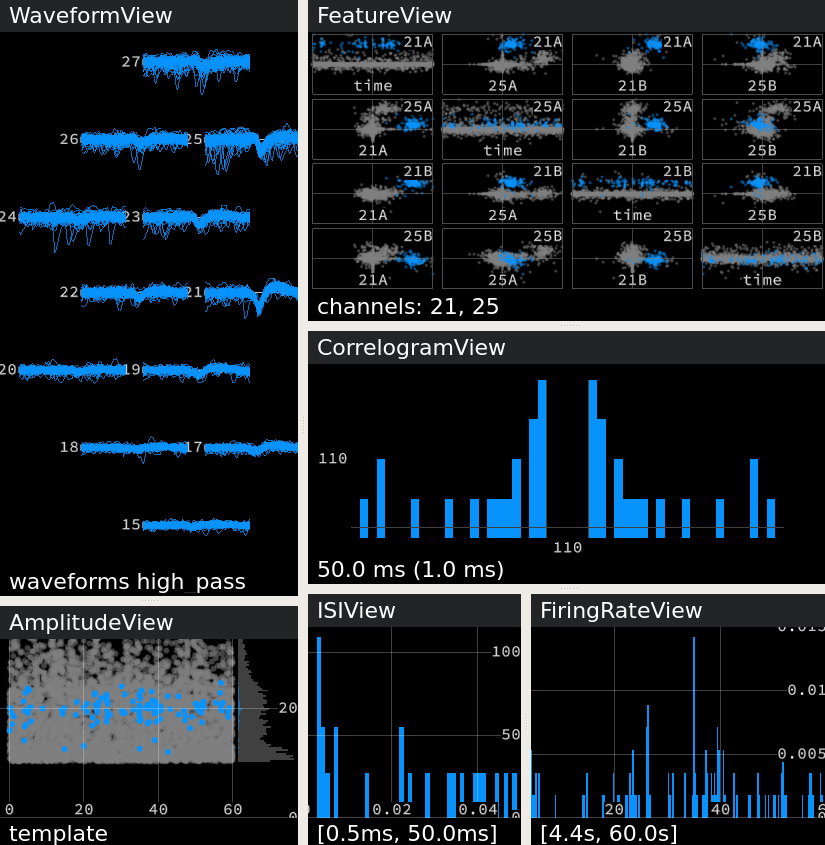 WaveformView
27
26 25
24 23
22 21
20 19
18 17
15
waveforms high_pass
FeatureView
21A 21A 21A 21A
time 25A 21B 25B
25A 25A 25A 25A
21A time 21B 25B
21B 21B 21B 21B
21A 25A time 25B
25B 25B 25B 25B
21A 25A 21B time
channels: 21, 25
CorrelogramView
110
110
50.0 ms (1.0 ms)
AmplitudeView
20
0 20 40 60
0
template
ISIView
100
50
0.02 0.04
0
[0.5ms, 50.0ms]
FiringRateView
0.015
0.01
0.005
20 40
0
[4.4s, 60.0s]